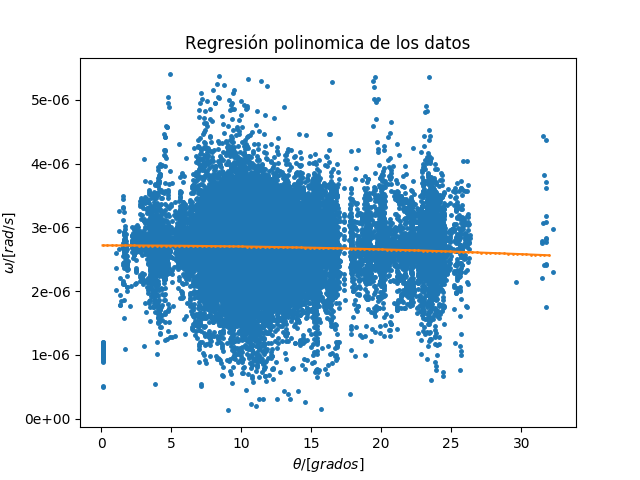 Regresión polinomica de los datos
ω/[rad/s]
5e-06
4e-06
3e-06
2e-06
1e-06
0e+00
0 5 10 15 20 25 30
θ/[grados]